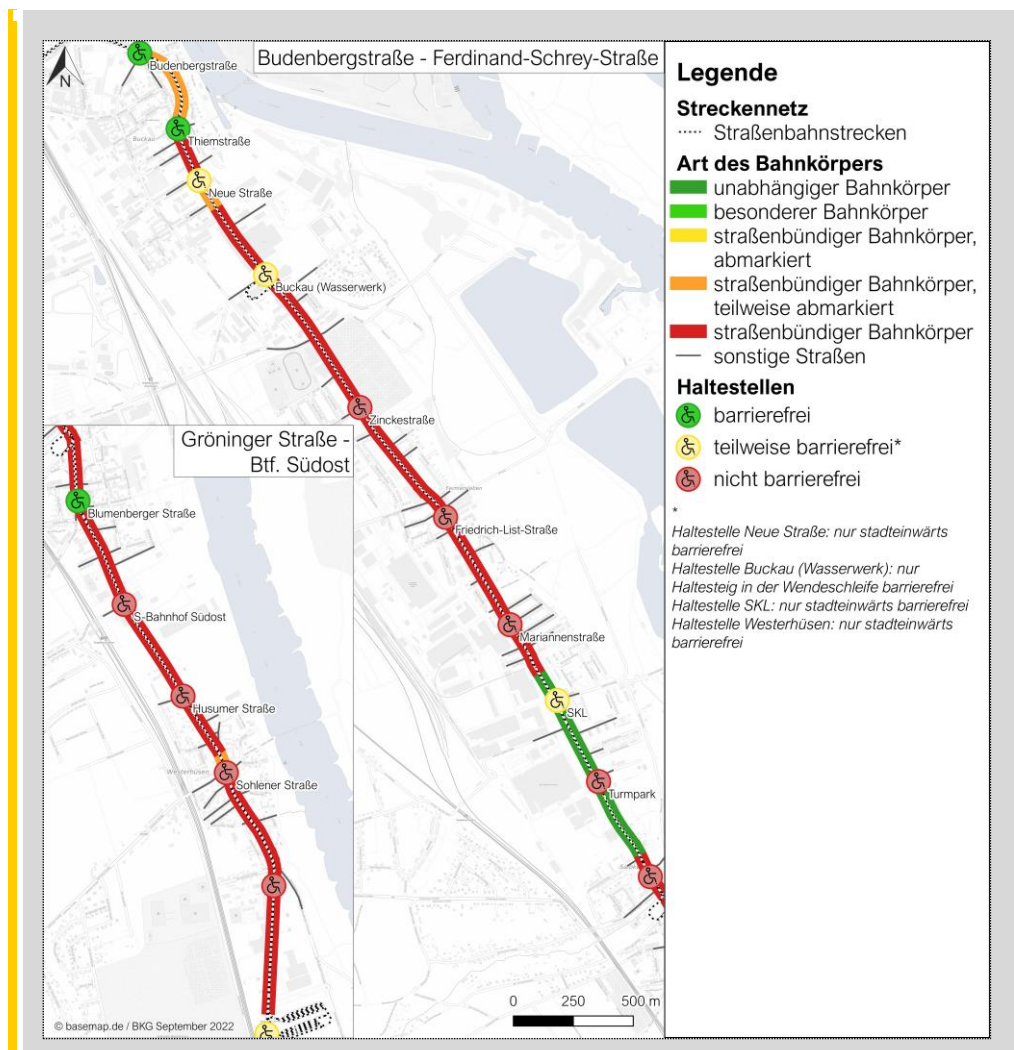 Budenbergstraße - Ferdinand-Schrey-Straße
N
Budenbergstraße
Buckau
Thiemstraße
Neue Straße
Buckau (Wasserwerk)
Zinckestraße
Fermersleben
Friedrich-List-Straße
Mariannenstraße
SKL
Turmpark
Gröninger Straße -
Btf. Südost
Blumenberger Straße
S-Bahnhof Südost
Husumer Straße
Westerhüsen
Sohlener Straße
0 250 500 m
© basemap.de / BKG September 2022
Legende
Streckennetz
Straßenbahnstrecken
Art des Bahnkörpers
unabhängiger Bahnkörper
besonderer Bahnkörper
straßenbündiger Bahnkörper,
abmarkiert
straßenbündiger Bahnkörper,
teilweise abmarkiert
straßenbündiger Bahnkörper
sonstige Straßen
Haltestellen
barrierefrei
teilweise barrierefrei*
nicht barrierefrei
*
Haltestelle Neue Straße: nur stadteinwärts
barrierefrei
Haltestelle Buckau (Wasserwerk): nur
Haltesteig in der Wendeschleife barrierefrei
Haltestelle SKL: nur stadteinwärts barrierefrei
Haltestelle Westerhüsen: nur stadteinwärts
barrierefrei